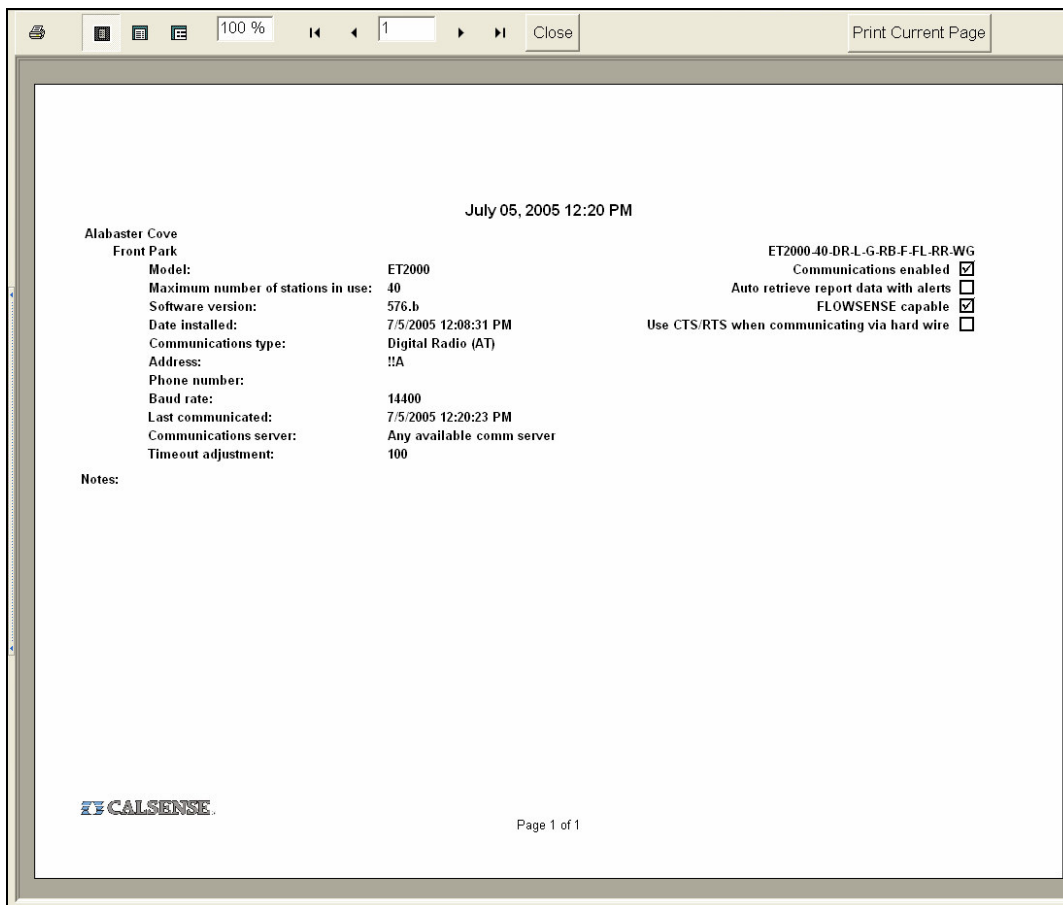 100 %
1
Close
Print Current Page
July 05, 2005 12:20 PM
Alabaster Cove
Front Park
ET2000-40-DR-L-G-RB-F-FL-RR-WG
Model: ET2000
Communications enabled
Maximum number of stations in use: 40
Auto retrieve report data with alerts
Software version: 576.b
FLOWSENSE capable
Date installed: 7/5/2005 12:08:31 PM
Use CTS/RTS when communicating via hard wire
Communications type: Digital Radio (AT)
Address: !!A
Phone number:
Baud rate: 14400
Last communicated: 7/5/2005 12:20:23 PM
Communications server: Any available comm server
Timeout adjustment: 100
Notes:
CALSENSE
Page 1 of 1